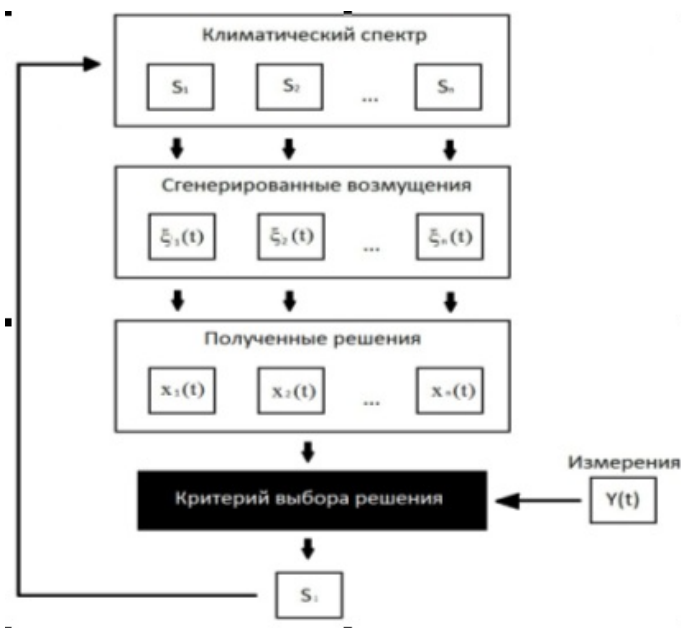 Климатический спектр
S₁ S₂ ... Sₙ
Сгенерированные возмущения
ξ₁(t) ξ₂(t) ... ξₙ(t)
Полученные решения
x₁(t) x₂(t) ... xₙ(t)
Измерения
Критерий выбора решения Y(t)
Sᵢ